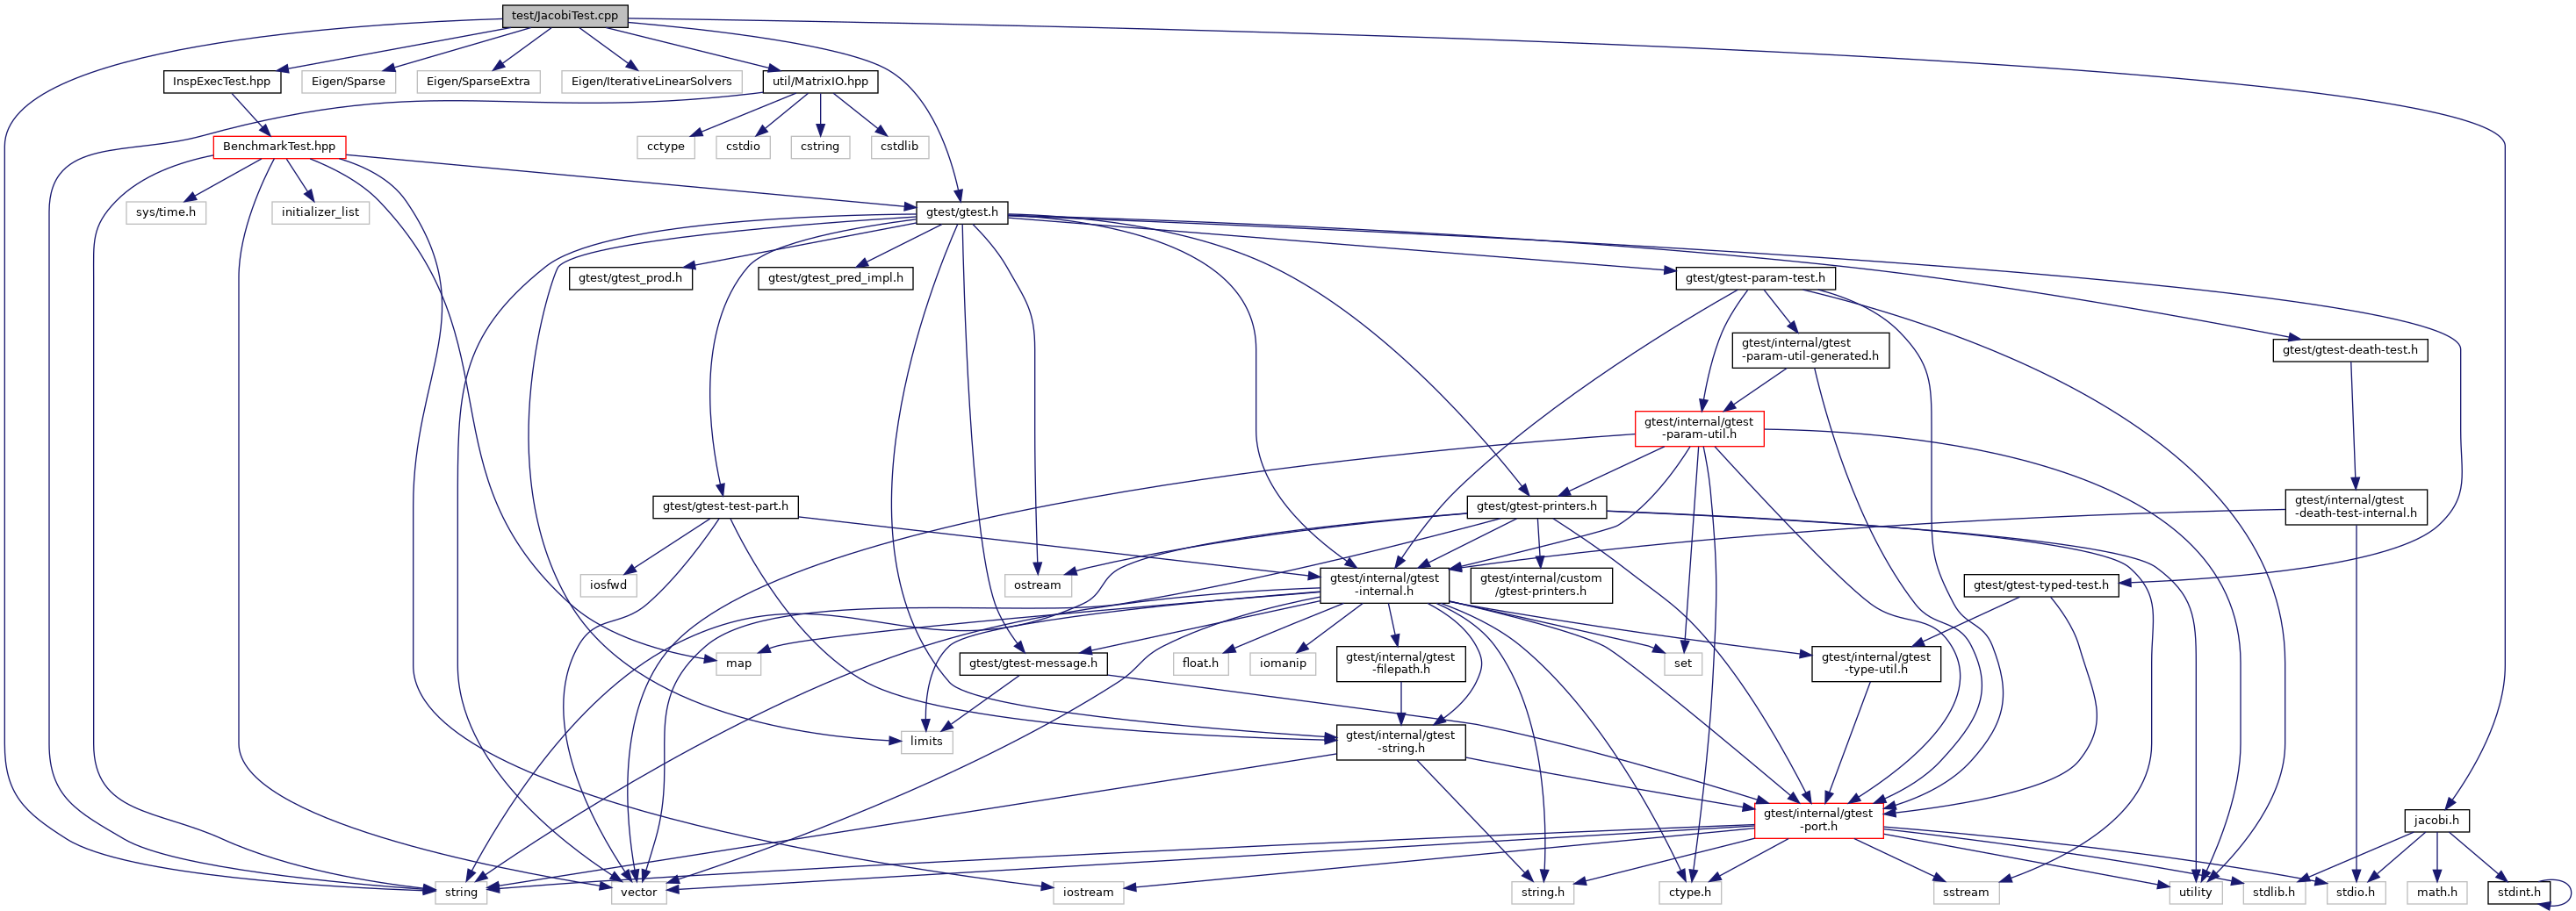 test/JacobiTest.cpp
InspExecTest.hpp
Eigen/Sparse
Eigen/SparseExtra
Eigen/IterativeLinearSolvers
util/MatrixIO.hpp
BenchmarkTest.hpp
cctype
cstdio
cstring
cstdlib
sys/time.h
initializer_list
gtest/gtest.h
gtest/gtest_prod.h
gtest/gtest_pred_impl.h
gtest/gtest-param-test.h
gtest/internal/gtest
-param-util-generated.h
gtest/gtest-death-test.h
gtest/internal/gtest
-param-util.h
gtest/gtest-test-part.h
gtest/gtest-printers.h
gtest/internal/gtest
-death-test-internal.h
iosfwd
ostream
gtest/internal/gtest
-internal.h
gtest/internal/custom
/gtest-printers.h
gtest/gtest-typed-test.h
map
gtest/gtest-message.h
float.h
iomanip
gtest/internal/gtest
-filepath.h
set
gtest/internal/gtest
-type-util.h
limits
gtest/internal/gtest
-string.h
gtest/internal/gtest
-port.h
jacobi.h
string
vector
iostream
string.h
ctype.h
sstream
utility
stdlib.h
stdio.h
math.h
stdint.h